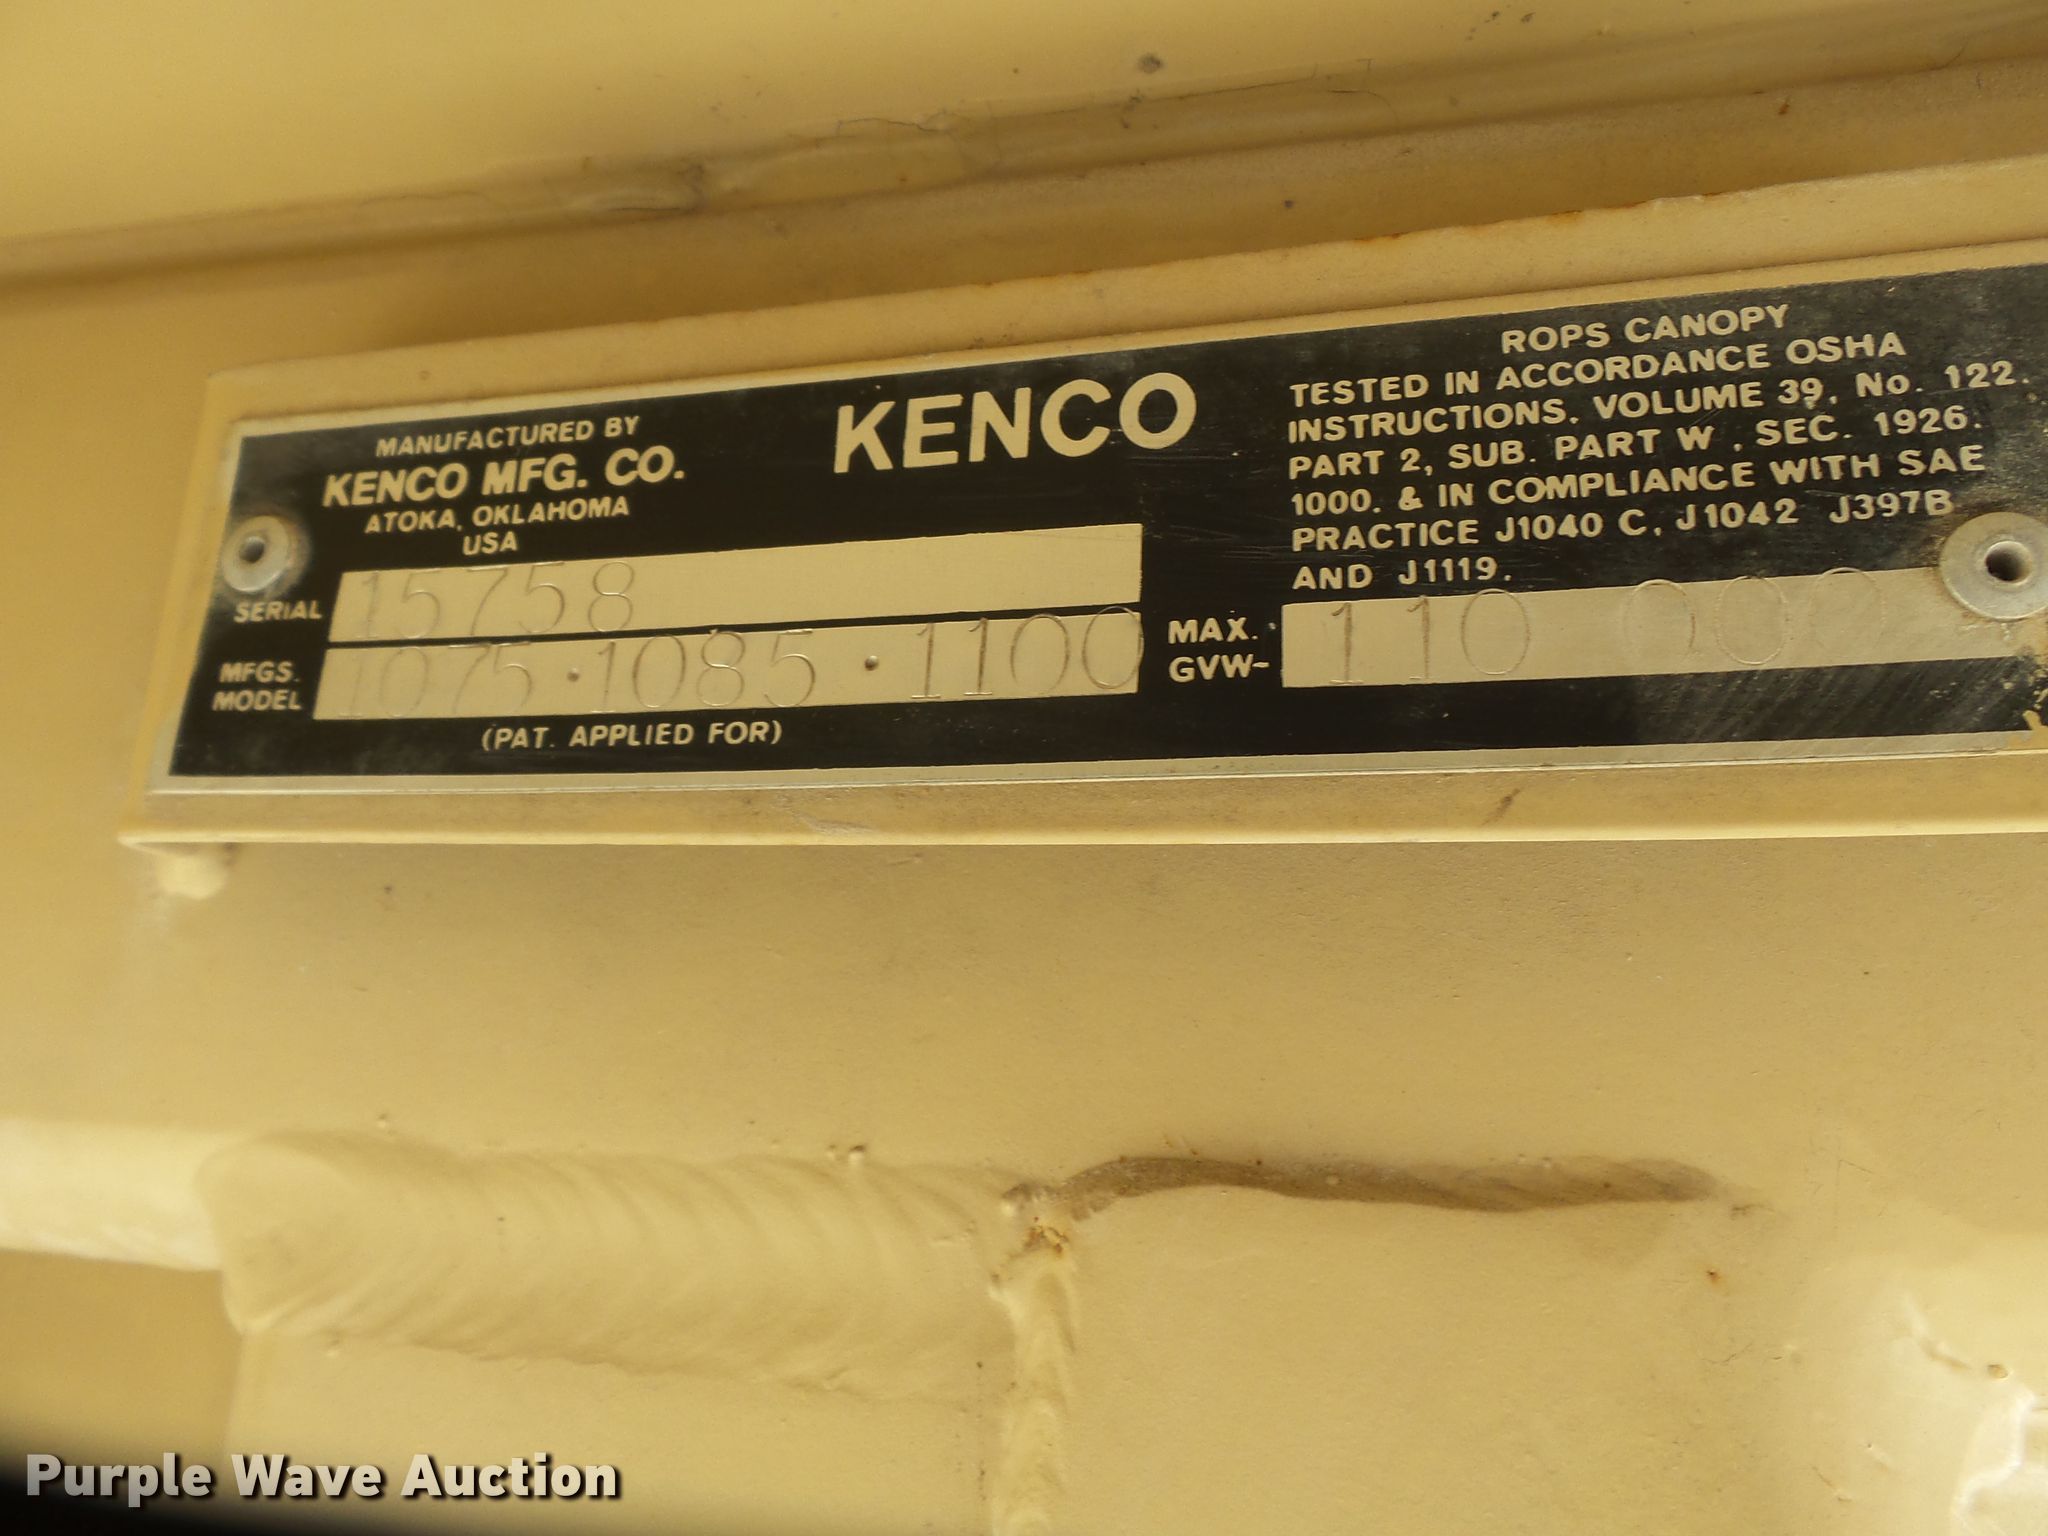 MANUFACTURED BY
KENCO MFG. CO.
ATOKA, OKLAHOMA
USA
KENCO
SERIAL 15758
MFGS. MODEL 1075·1085·1100
(PAT. APPLIED FOR)
ROPS CANOPY
TESTED IN ACCORDANCE OSHA
INSTRUCTIONS, VOLUME 39, No. 122.
PART 2, SUB. PART W, SEC. 1926.
1000. & IN COMPLIANCE WITH SAE
PRACTICE J1040 C, J1042 J397B
AND J1119.
MAX. GVW- 110 000
Purple Wave Auction